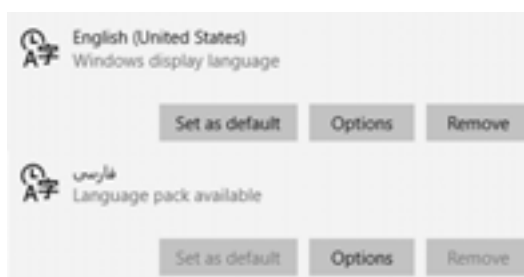 English (United States)
Windows display language
Set as default Options Remove
فارسی
Language pack available
Set as default Options Remove